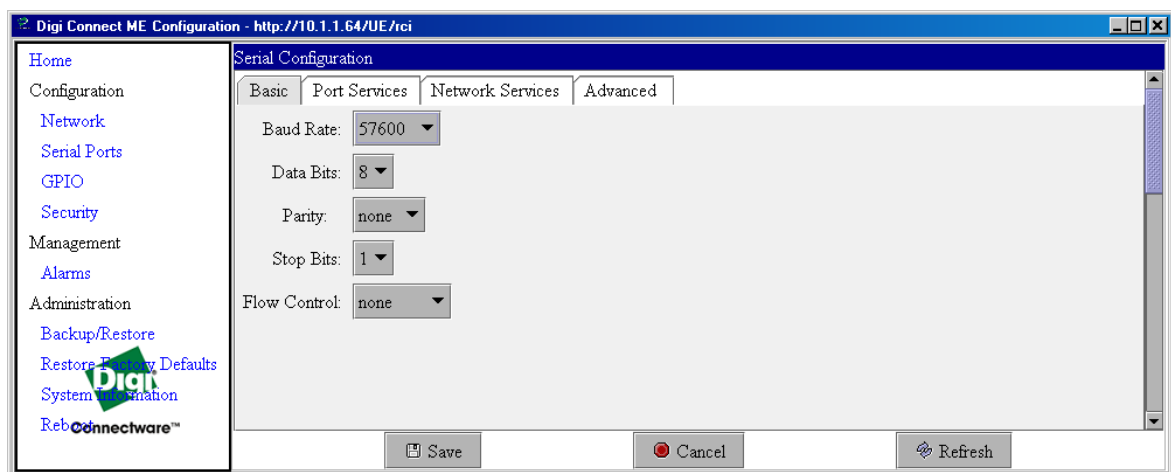 Digi Connect ME Configuration - http://10.1.1.64/UE/rci
Home
Configuration
Network
Serial Ports
GPIO
Security
Management
Alarms
Administration
Backup/Restore
Restore Factory Defaults
System Information
Reboot
Digi
Connectware™
Serial Configuration
Basic Port Services Network Services Advanced
Baud Rate: 57600
Data Bits: 8
Parity: none
Stop Bits: 1
Flow Control: none
Save Cancel Refresh